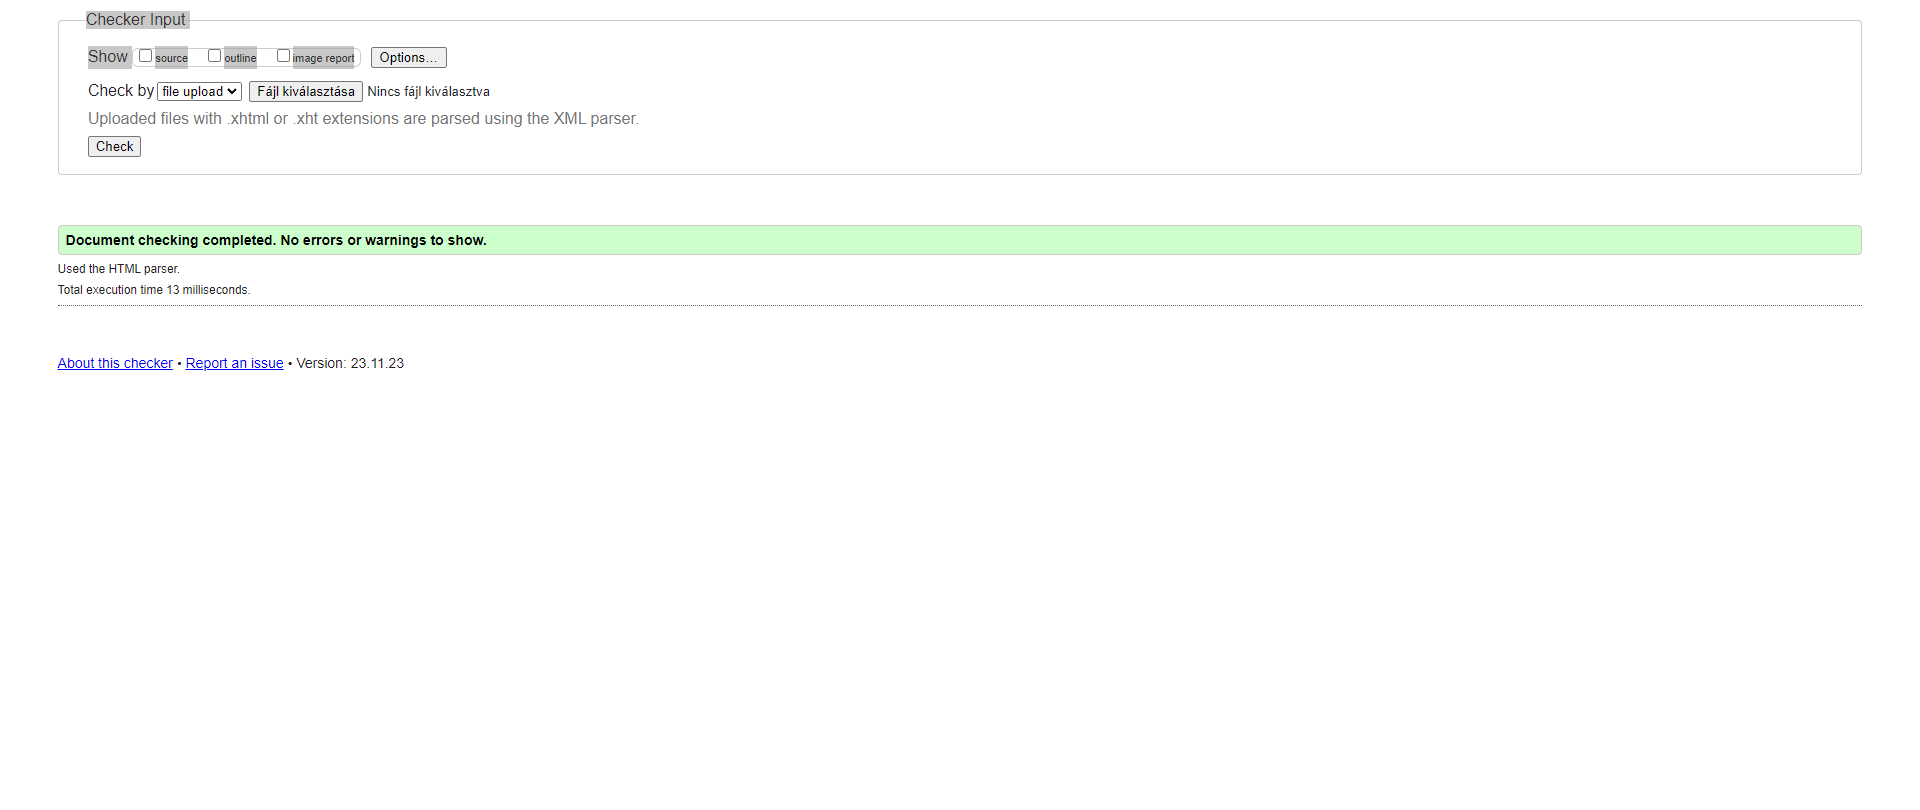 Checker Input
Show source outline image report Options...
Check by file upload Fájl kiválasztása Nincs fájl kiválasztva
Uploaded files with .xhtml or .xht extensions are parsed using the XML parser.
Check
Document checking completed. No errors or warnings to show.
Used the HTML parser.
Total execution time 13 milliseconds.
About this checker • Report an issue • Version: 23.11.23